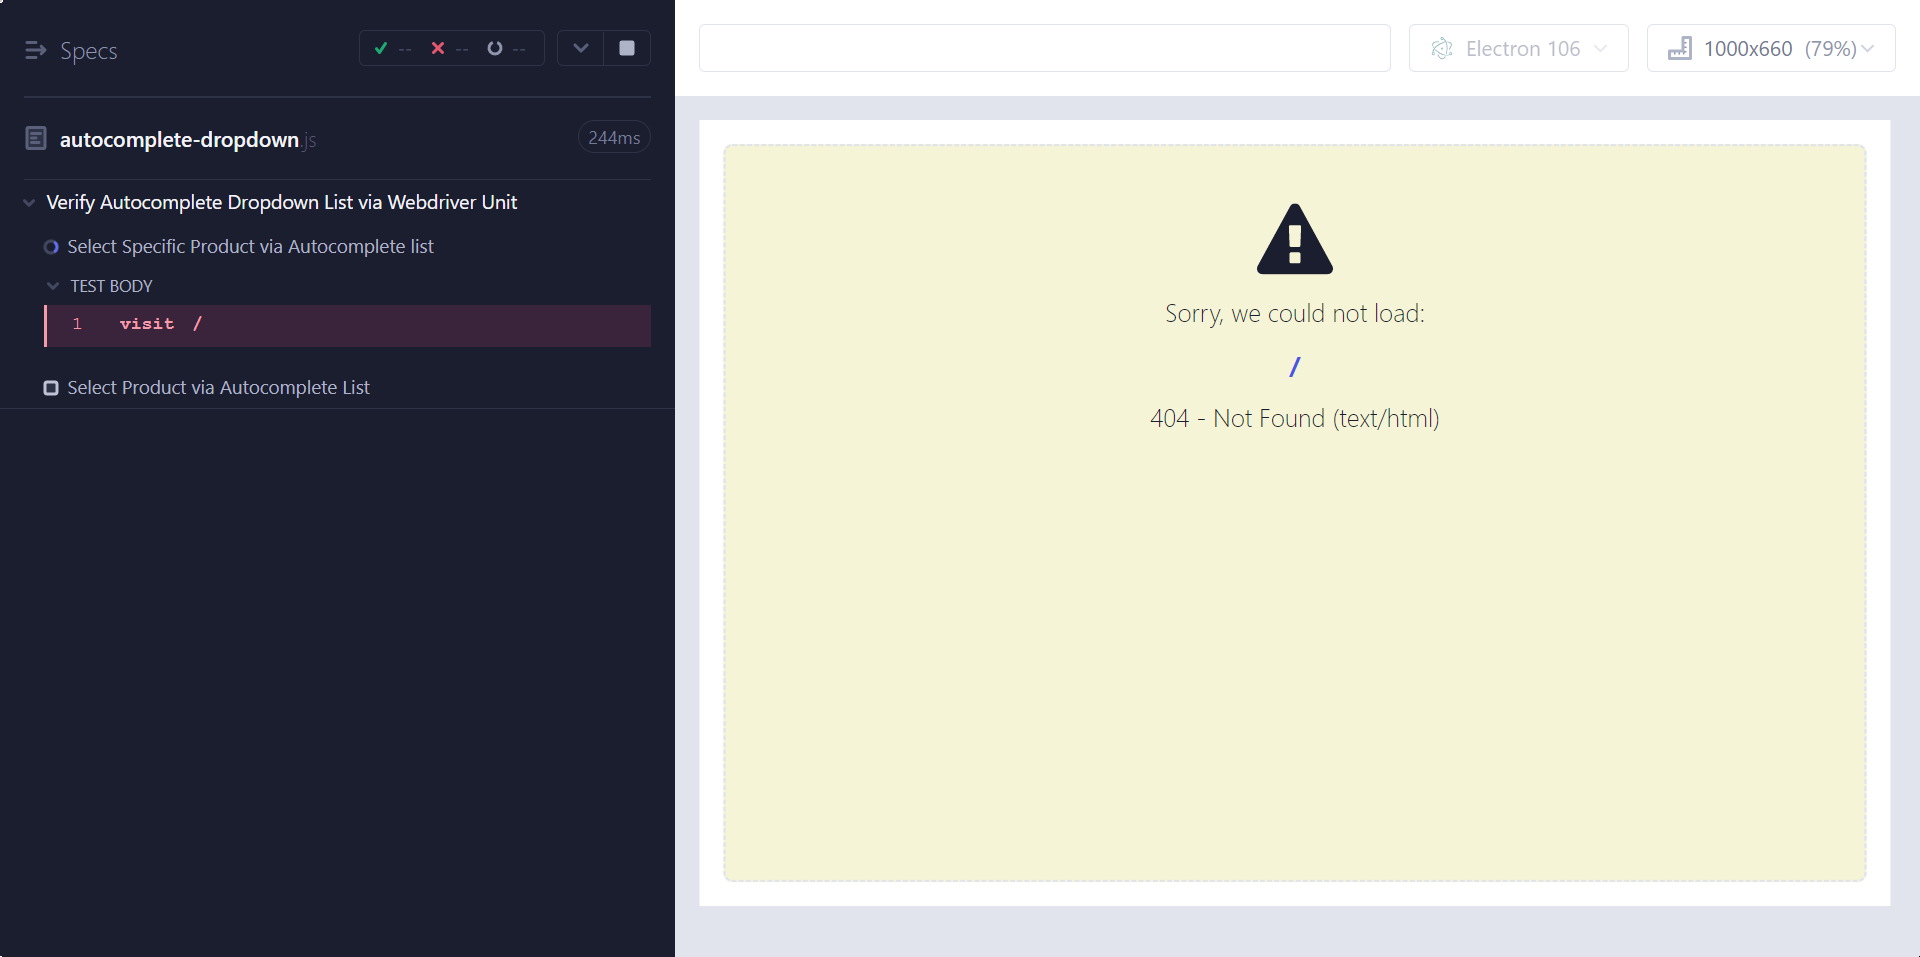 Specs
-- -- --
autocomplete-dropdown.js
244ms
Verify Autocomplete Dropdown List via Webdriver Unit
Select Specific Product via Autocomplete list
TEST BODY
1 visit /
Select Product via Autocomplete List
Electron 106
1000x660 (79%)
Sorry, we could not load:
/
404 - Not Found (text/html)